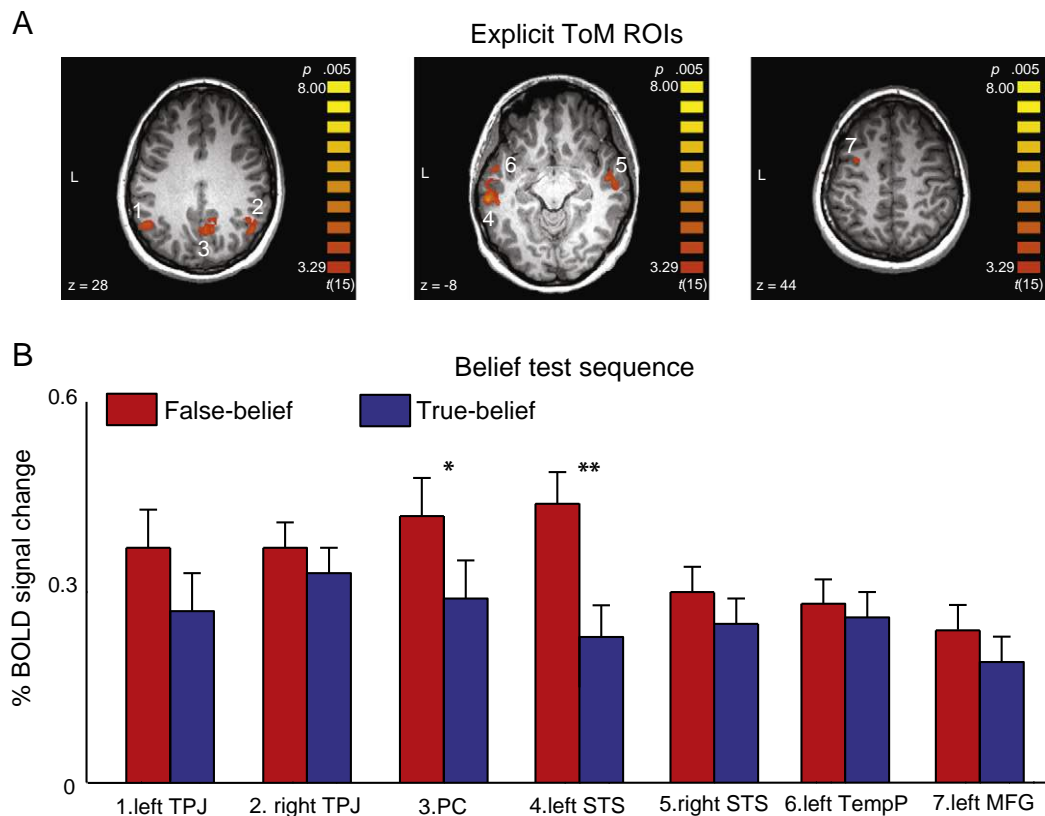 A
Explicit ToM ROIs
p .005
8.00
L
1
2
3
3.29
z = 28
t(15)
p .005
8.00
L
6
5
4
3.29
z = -8
t(15)
p .005
8.00
7
L
3.29
z = 44
t(15)
B
Belief test sequence
0.6
False-belief
True-belief
* **
% BOLD signal change
0.3
0
1.left TPJ 2. right TPJ 3.PC 4.left STS 5.right STS 6.left TempP 7.left MFG